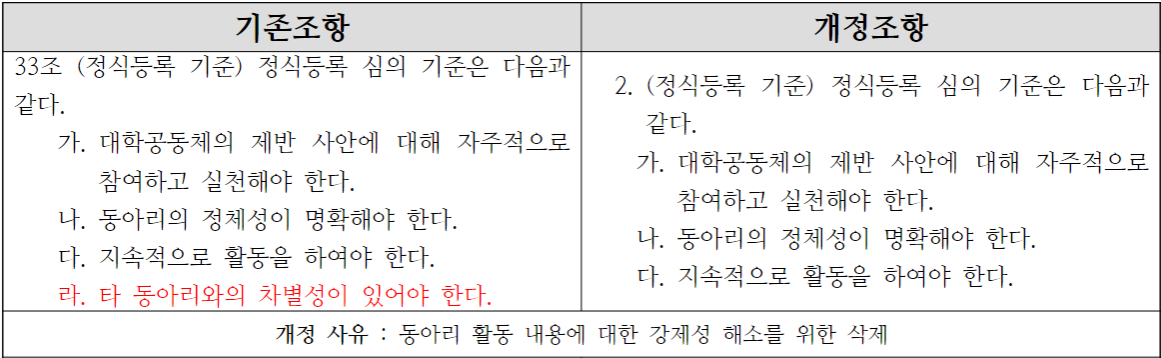 기존조항
33조 (정식등록 기준) 정식등록 심의 기준은 다음과
같다.
가. 대학공동체의 제반 사안에 대해 자주적으로
참여하고 실천해야 한다.
나. 동아리의 정체성이 명확해야 한다.
다. 지속적으로 활동을 하여야 한다.
라. 타 동아리와의 차별성이 있어야 한다.
개정조항
2. (정식등록 기준) 정식등록 심의 기준은 다음과
같다.
가. 대학공동체의 제반 사안에 대해 자주적으로
참여하고 실천해야 한다.
나. 동아리의 정체성이 명확해야 한다.
다. 지속적으로 활동을 하여야 한다.
개정 사유 : 동아리 활동 내용에 대한 강제성 해소를 위한 삭제